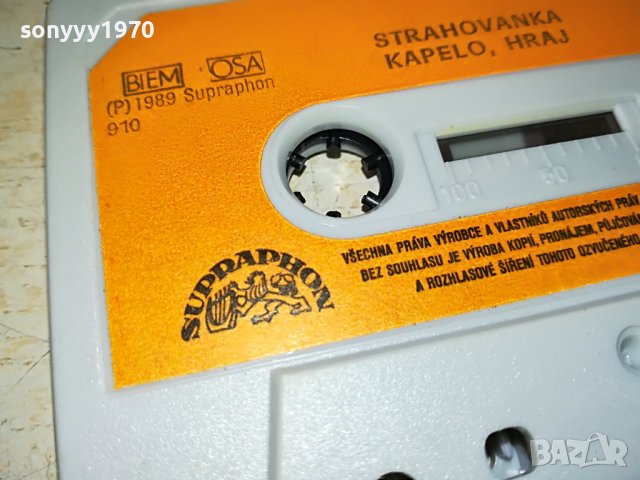 sonyyy1970
STRAHOVANKA
KAPELO, HRAJ
BIEM OSA
(P) 1989 Supraphon
910
100 50
VŠECHNA PRÁVA VÝROBCE A VLASTNÍKŮ AUTORSKÝCH PRÁV
BEZ SOUHLASU JE VÝROBA KOPIÍ, PRONÁJEM, PŮJČOVÁ
A ROZHLASOVÉ ŠÍŘENÍ TOHOTO OZVUČENÉHO
SUPRAPHON
BAZAR.BG